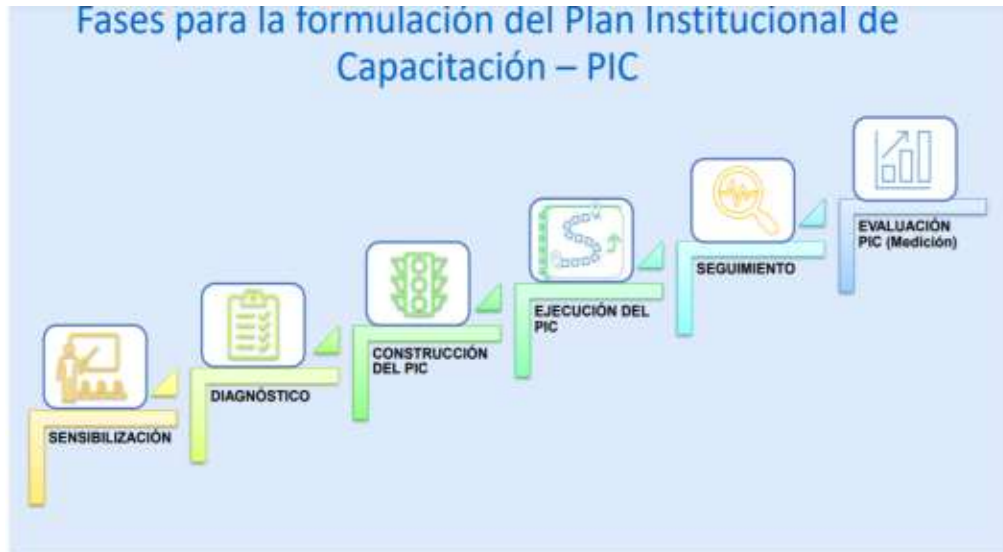 Fases para la formulación del Plan Institucional de
Capacitación – PIC
SENSIBILIZACIÓN
DIAGNÓSTICO
CONSTRUCCIÓN
DEL PIC
EJECUCIÓN DEL
PIC
SEGUIMIENTO
EVALUACIÓN
PIC (Medición)